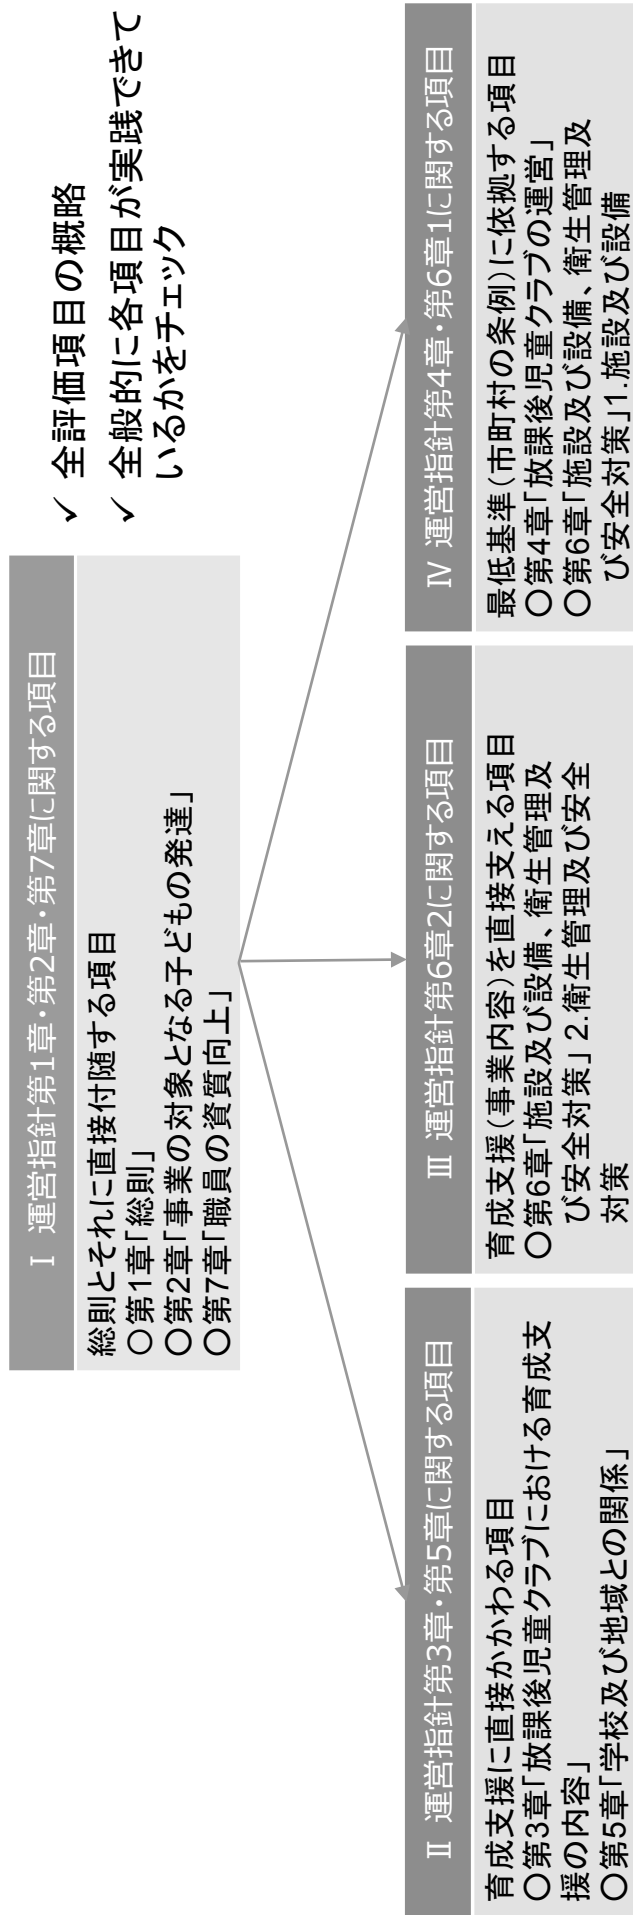 Ⅰ 運営指針第1章・第2章・第7章に関する項目
総則とそれに直接付随する項目
○第1章「総則」
○第2章「事業の対象となる子どもの発達」
○第7章「職員の資質向上」
✓ 全評価項目の概略
✓ 全般的に各項目が実践できて
いるかをチェック
Ⅱ 運営指針第3章・第5章に関する項目
育成支援に直接かかわる項目
○第3章「放課後児童クラブにおける育成支
援の内容」
○第5章「学校及び地域との関係」
Ⅲ 運営指針第6章2に関する項目
育成支援(事業内容)を直接支える項目
○第6章「施設及び設備、衛生管理及
び安全対策」2.衛生管理及び安全
対策
Ⅳ 運営指針第4章・第6章1に関する項目
最低基準(市町村の条例)に依拠する項目
○第4章「放課後児童クラブの運営」
○第6章「施設及び設備、衛生管理及
び安全対策」1.施設及び設備